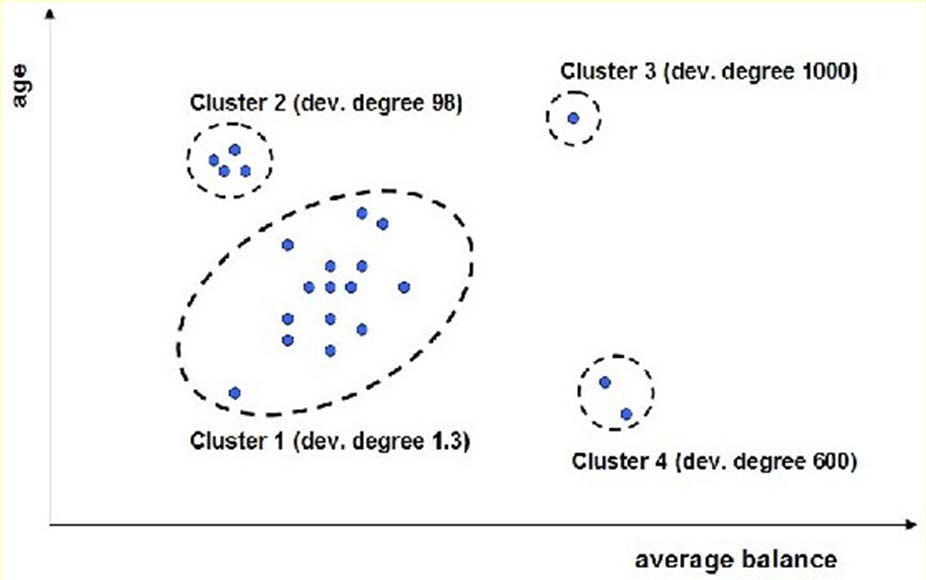 age
Cluster 3 (dev. degree 1000)
Cluster 2 (dev. degree 98)
Cluster 1 (dev. degree 1.3)
Cluster 4 (dev. degree 600)
average balance